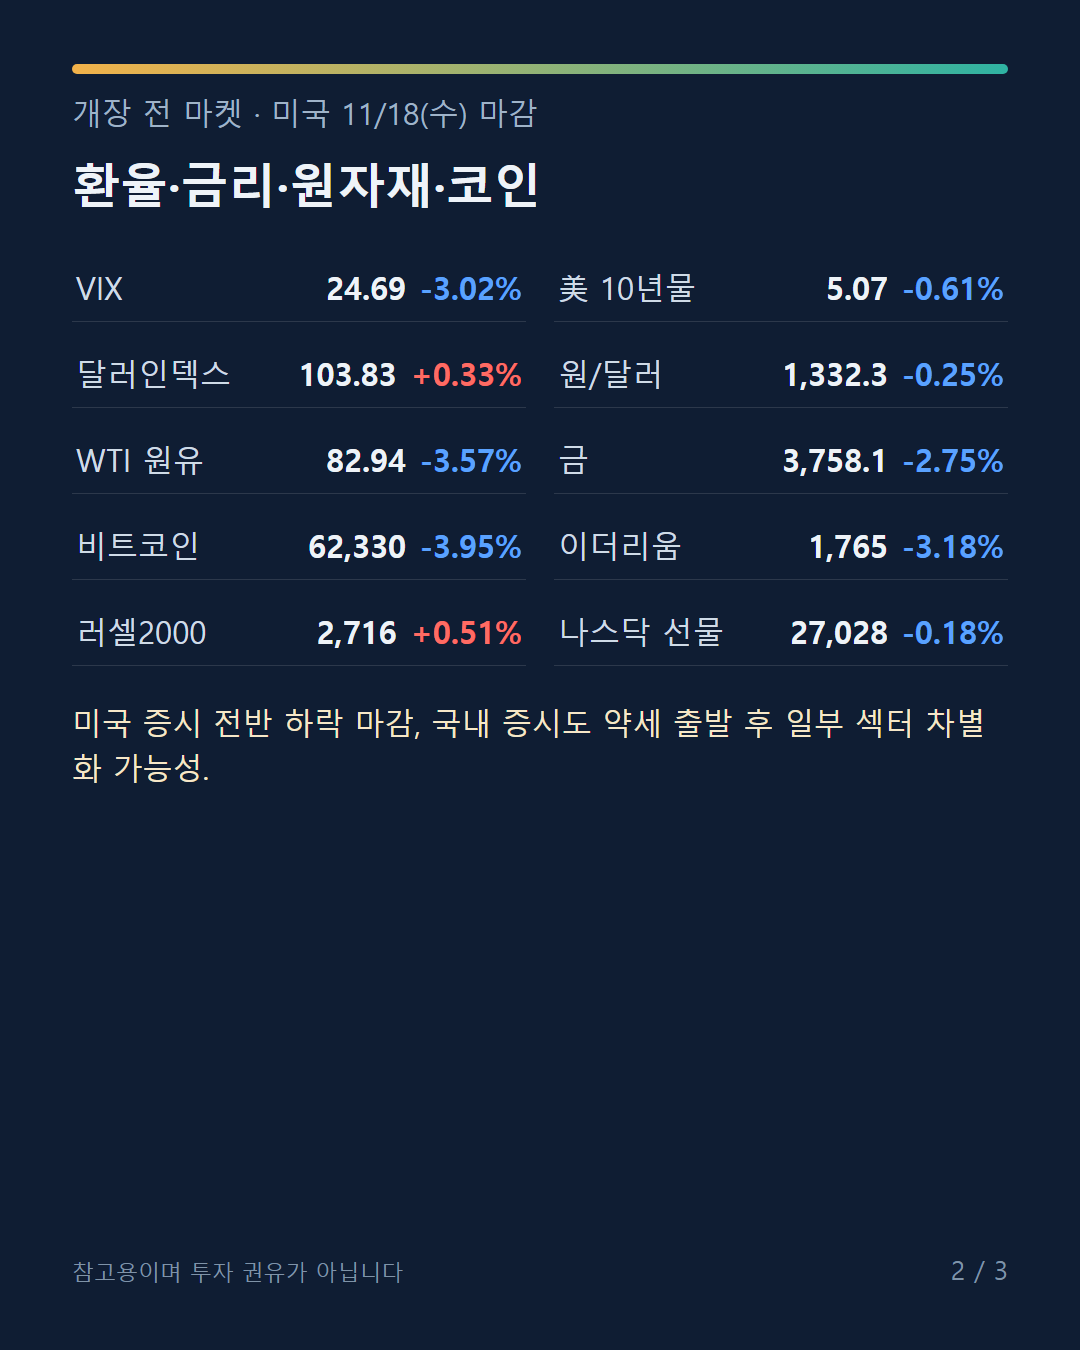 개장 전 마켓 · 미국 11/18(수) 마감
환율·금리·원자재·코인
VIX 24.69 -3.02% 美 10년물 5.07 -0.61%
달러인덱스 103.83 +0.33% 원/달러 1,332.3 -0.25%
WTI 원유 82.94 -3.57% 금 3,758.1 -2.75%
비트코인 62,330 -3.95% 이더리움 1,765 -3.18%
러셀2000 2,716 +0.51% 나스닥 선물 27,028 -0.18%
미국 증시 전반 하락 마감, 국내 증시도 약세 출발 후 일부 섹터 차별
화 가능성.
참고용이며 투자 권유가 아닙니다 2 / 3